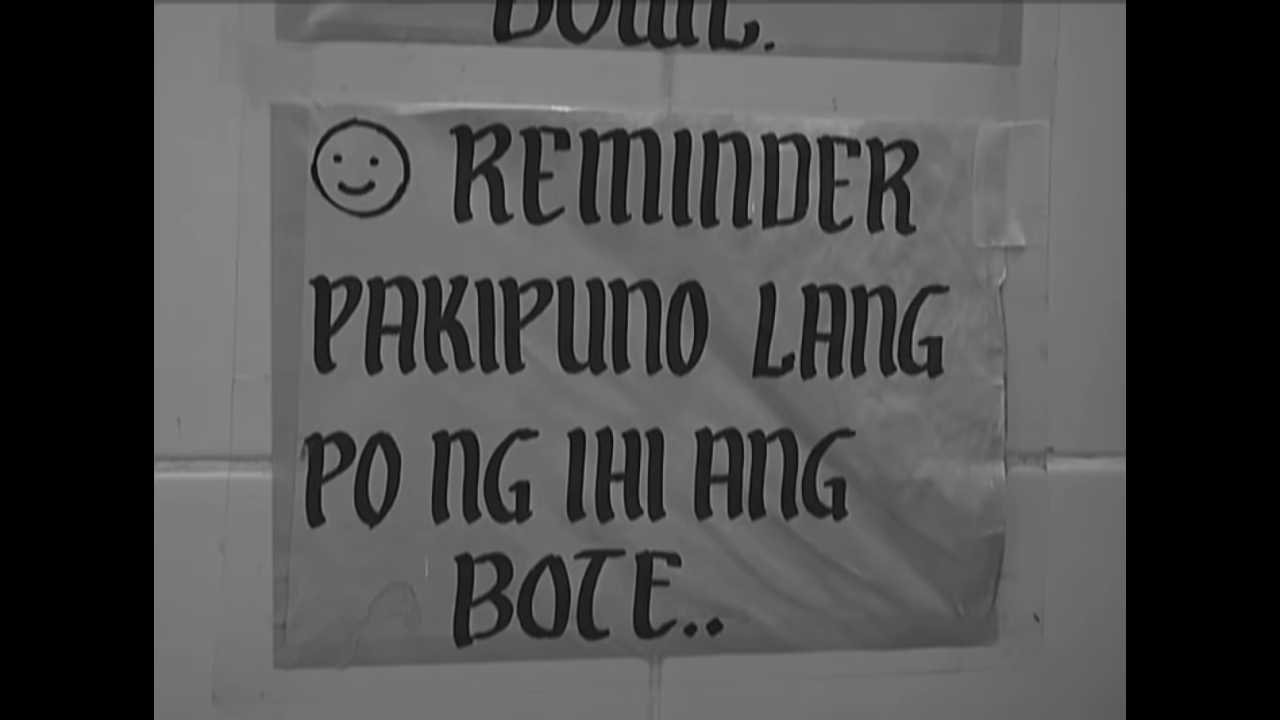 BOWL.
REMINDER
PAKIPUNO LANG
PO NG IHI ANG
BOTE..